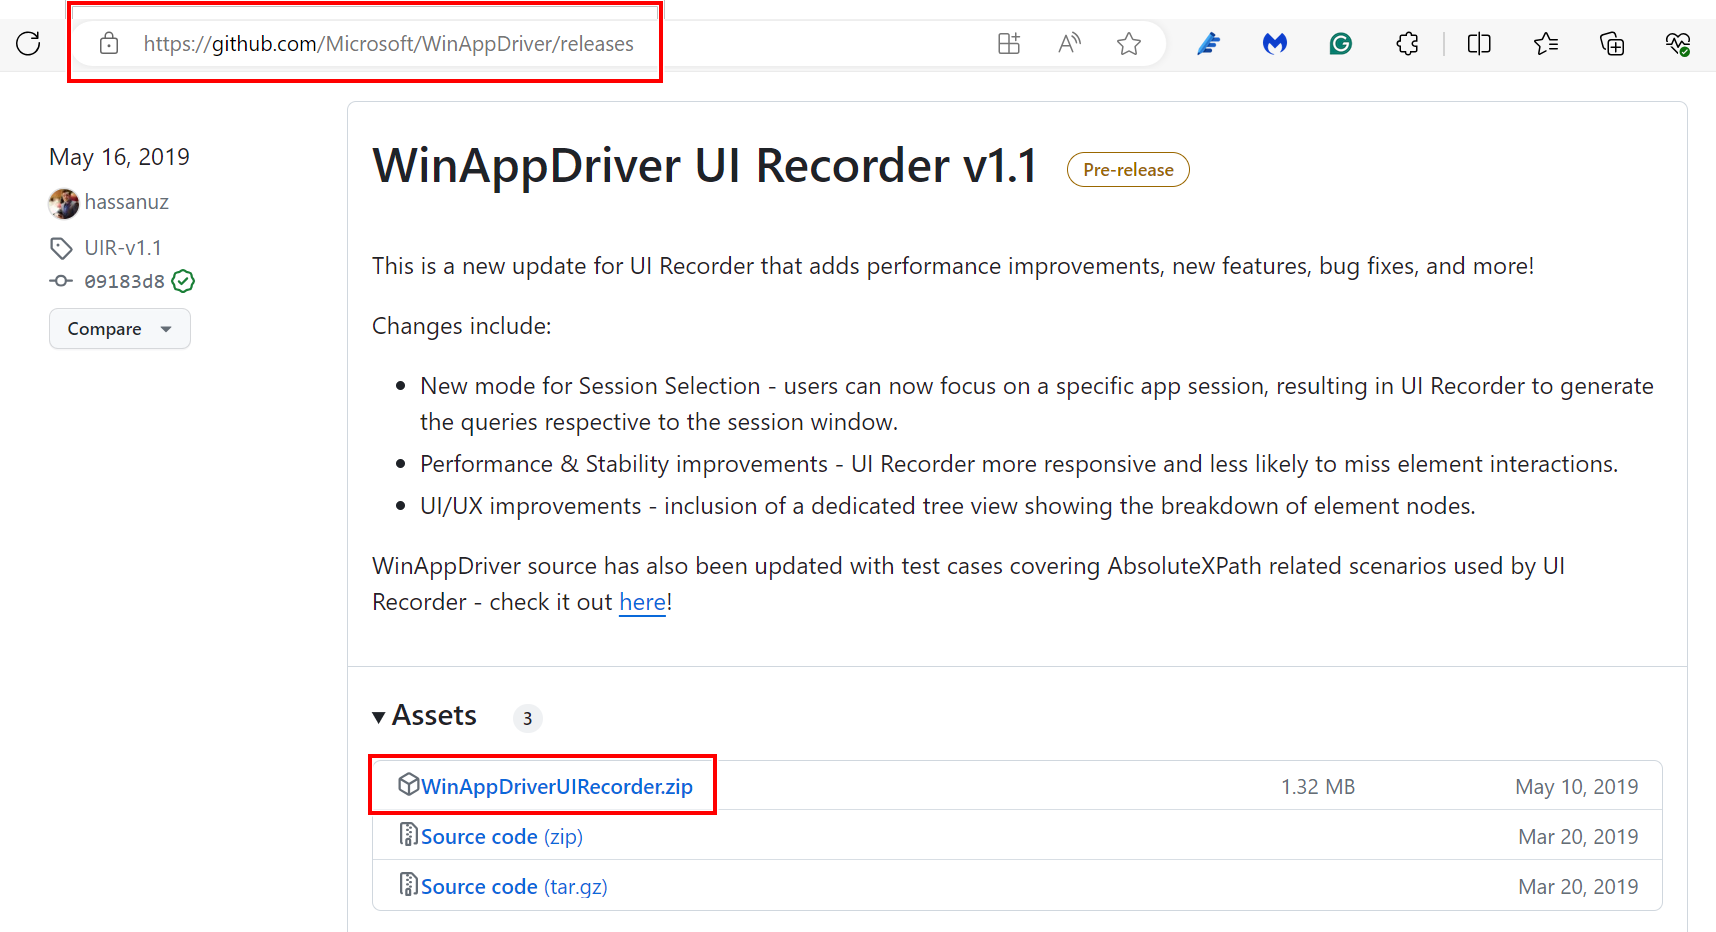 https://github.com/Microsoft/WinAppDriver/releases
May 16, 2019
hassanuz
UIR-v1.1
09183d8
Compare
WinAppDriver UI Recorder v1.1
Pre-release
This is a new update for UI Recorder that adds performance improvements, new features, bug fixes, and more!
Changes include:
• New mode for Session Selection - users can now focus on a specific app session, resulting in UI Recorder to generate
the queries respective to the session window.
• Performance & Stability improvements - UI Recorder more responsive and less likely to miss element interactions.
• UI/UX improvements - inclusion of a dedicated tree view showing the breakdown of element nodes.
WinAppDriver source has also been updated with test cases covering AbsoluteXPath related scenarios used by UI
Recorder - check it out here!
Assets 3
WinAppDriverUIRecorder.zip 1.32 MB May 10, 2019
Source code (zip) Mar 20, 2019
Source code (tar.gz) Mar 20, 2019